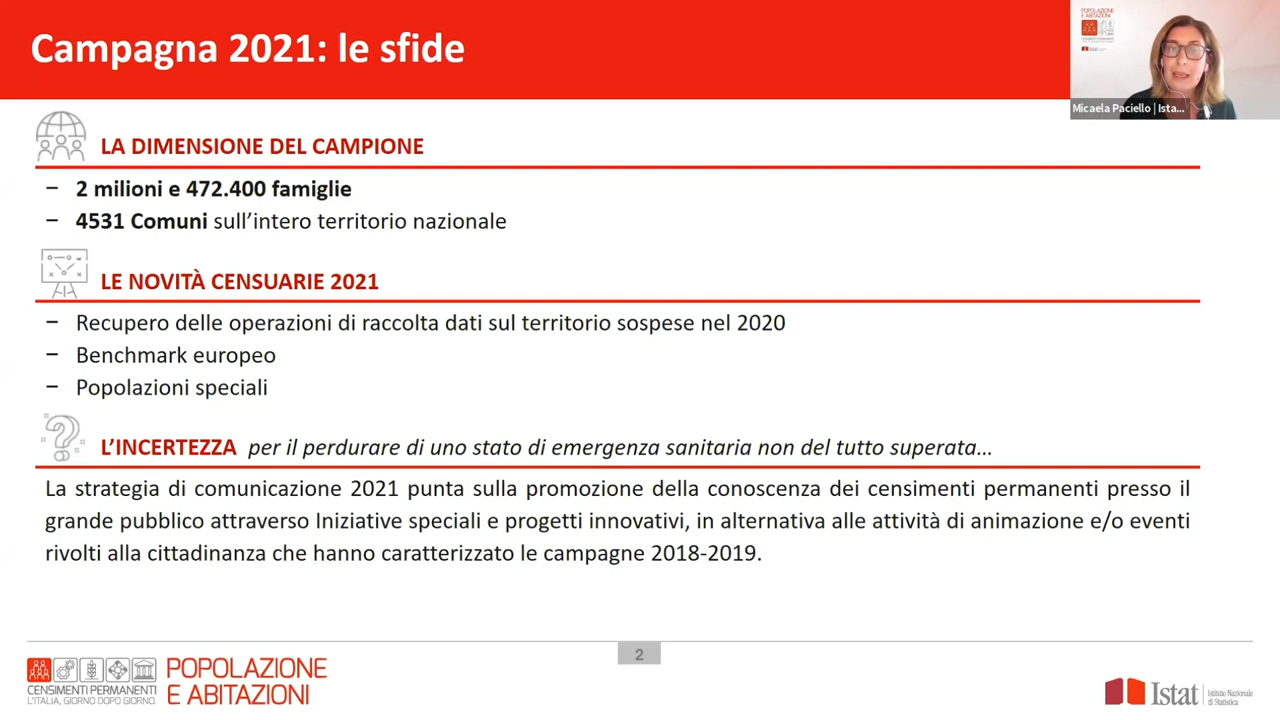 Campagna 2021: le sfide
POPOLAZIONE
E ABITAZIONI
Istat
Micaela Paciello | Ista...
LA DIMENSIONE DEL CAMPIONE
− 2 milioni e 472.400 famiglie
− 4531 Comuni sull’intero territorio nazionale
LE NOVITÀ CENSUARIE 2021
− Recupero delle operazioni di raccolta dati sul territorio sospese nel 2020
− Benchmark europeo
− Popolazioni speciali
L’INCERTEZZA per il perdurare di uno stato di emergenza sanitaria non del tutto superata…
La strategia di comunicazione 2021 punta sulla promozione della conoscenza dei censimenti permanenti presso il
grande pubblico attraverso Iniziative speciali e progetti innovativi, in alternativa alle attività di animazione e/o eventi
rivolti alla cittadinanza che hanno caratterizzato le campagne 2018-2019.
2
CENSIMENTI PERMANENTI
L’ITALIA, GIORNO DOPO GIORNO.
POPOLAZIONE
E ABITAZIONI
Istat
Istituto Nazionale
di Statistica